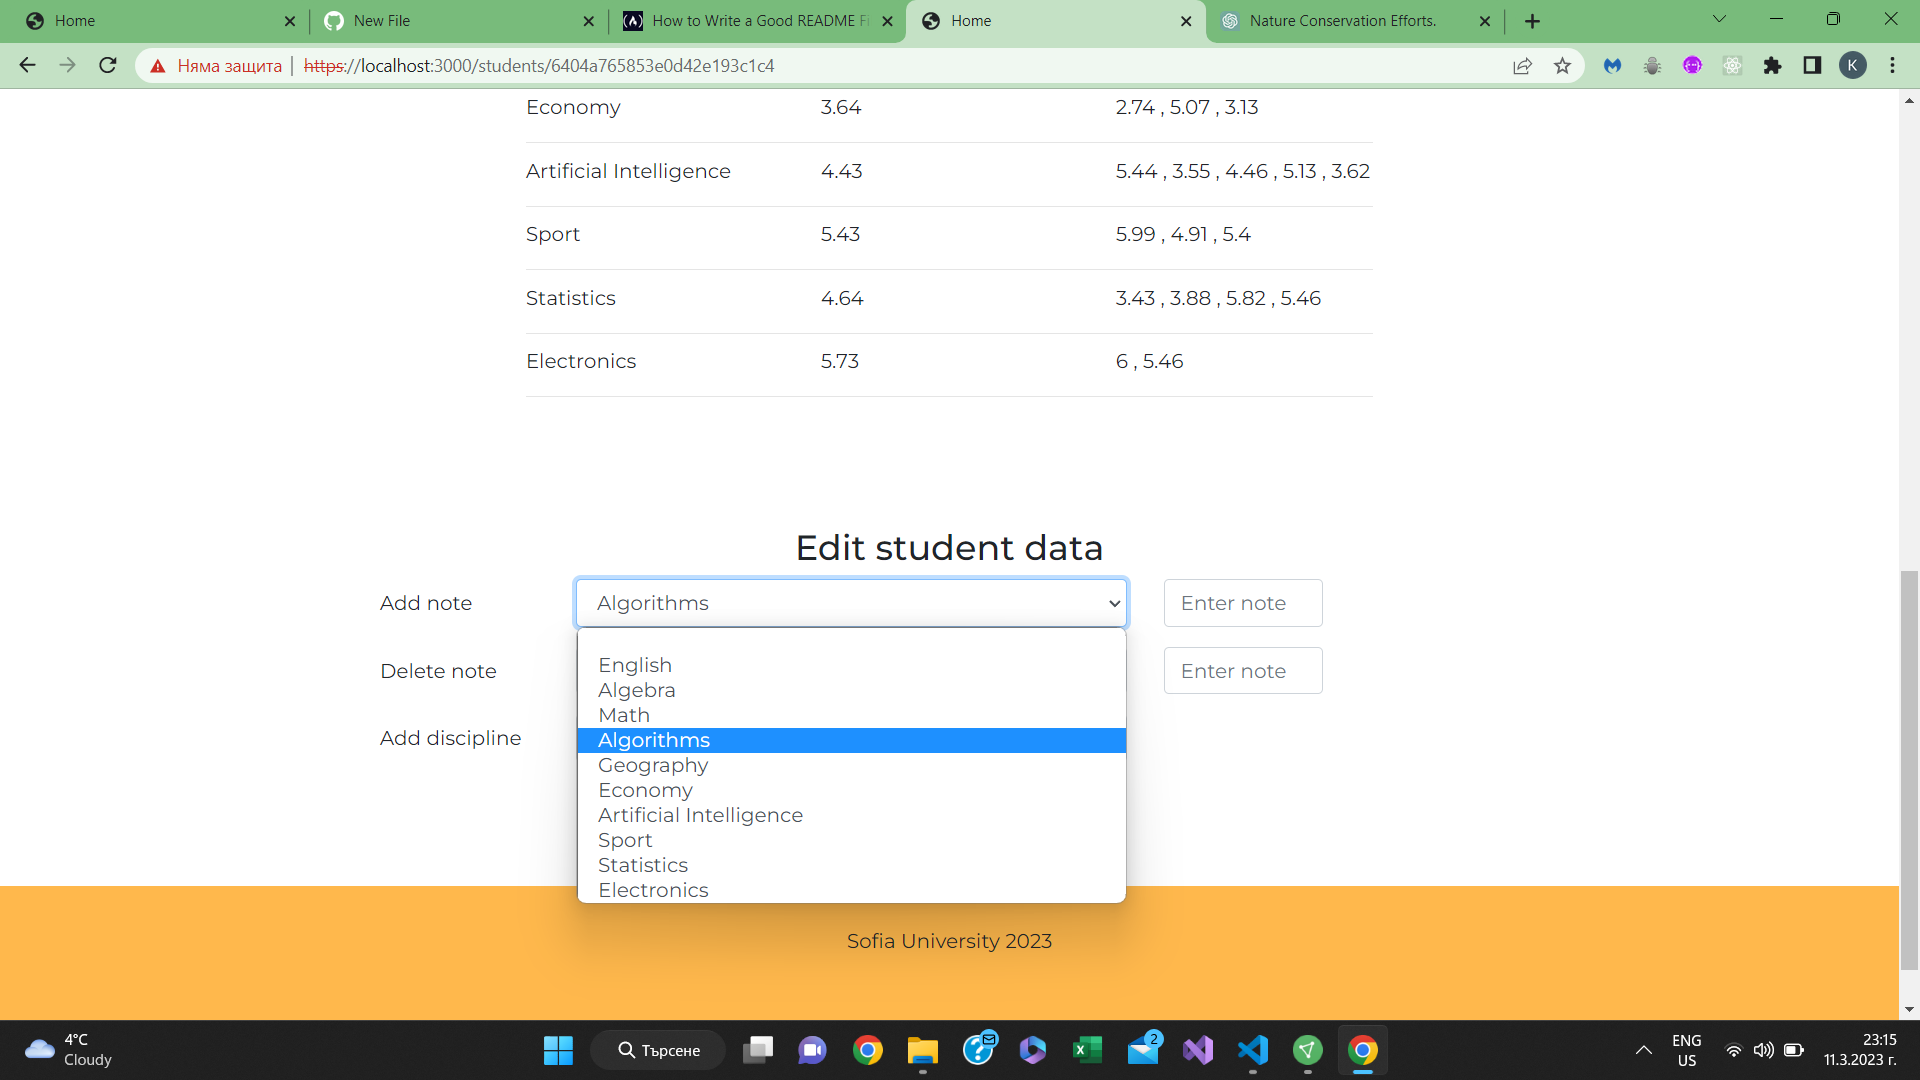 Home
New File
How to Write a Good README Fi
Home
Nature Conservation Efforts.
Няма защита
https://localhost:3000/students/6404a765853e0d42e193c1c4
K
Economy 3.64 2.74 , 5.07 , 3.13
Artificial Intelligence 4.43 5.44 , 3.55 , 4.46 , 5.13 , 3.62
Sport 5.43 5.99 , 4.91 , 5.4
Statistics 4.64 3.43 , 3.88 , 5.82 , 5.46
Electronics 5.73 6 , 5.46
Edit student data
Add note Algorithms Enter note
Delete note Enter note
Add discipline
English
Algebra
Math
Algorithms
Geography
Economy
Artificial Intelligence
Sport
Statistics
Electronics
Sofia University 2023
4°C
Cloudy
Търсене
2
ENG
US
23:15
11.3.2023 г.